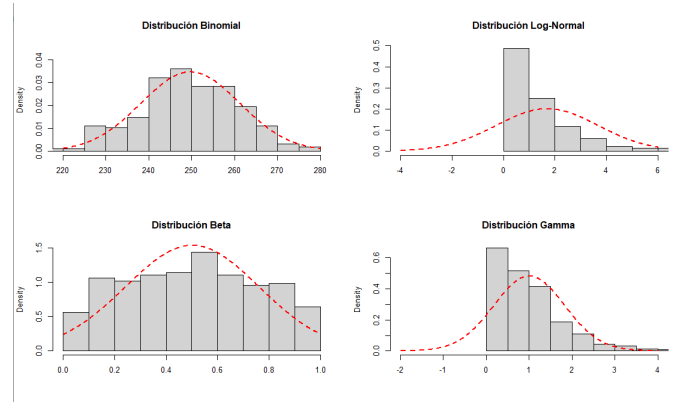 Distribución Binomial
Density
0.00 0.01 0.02 0.03 0.04
220 230 240 250 260 270 280
Distribución Log-Normal
Density
0.0 0.1 0.2 0.3 0.4 0.5
-4 -2 0 2 4 6
Distribución Beta
Density
0.0 0.5 1.0 1.5
0.0 0.2 0.4 0.6 0.8 1.0
Distribución Gamma
Density
0.0 0.2 0.4 0.6
-2 -1 0 1 2 3 4